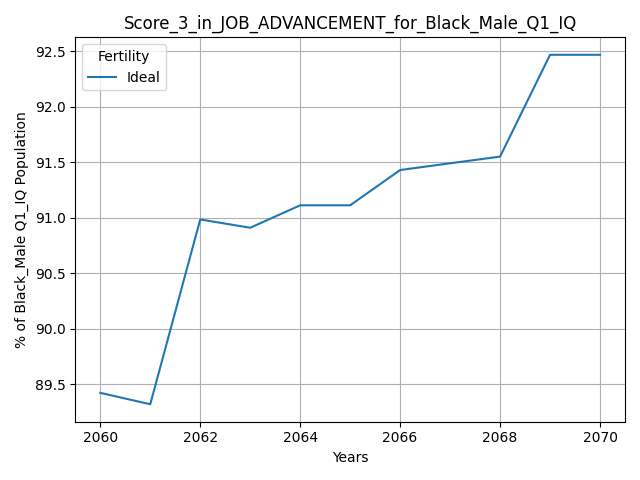 Score_3_in_JOB_ADVANCEMENT_for_Black_Male_Q1_IQ
Fertility
Ideal
% of Black_Male Q1_IQ Population
92.5
92.0
91.5
91.0
90.5
90.0
89.5
2060 2062 2064 2066 2068 2070
Years